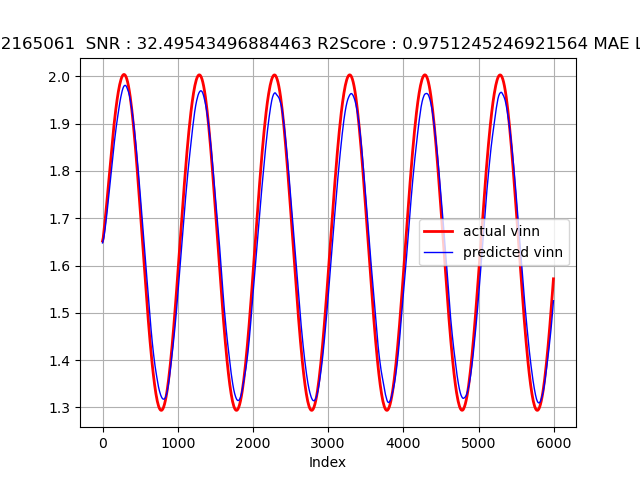 2165061 SNR : 32.49543496884463 R2Score : 0.9751245246921564 MAE L
2.0
1.9
1.8
1.7
1.6
1.5
1.4
1.3
actual vinn
predicted vinn
0 1000 2000 3000 4000 5000 6000
Index